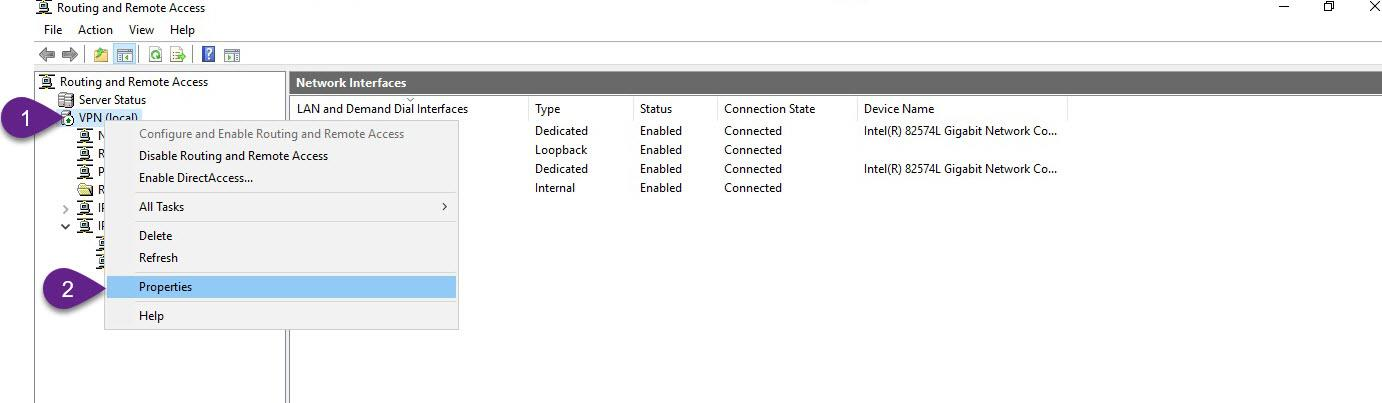 Routing and Remote Access
File Action View Help
Routing and Remote Access
Server Status
1 VPN (local)
Configure and Enable Routing and Remote Access
Disable Routing and Remote Access
Enable DirectAccess...
All Tasks
Delete
Refresh
2 Properties
Help
Network Interfaces
LAN and Demand Dial Interfaces Type Status Connection State Device Name
Dedicated Enabled Connected Intel(R) 82574L Gigabit Network Co...
Loopback Enabled Connected
Dedicated Enabled Connected Intel(R) 82574L Gigabit Network Co...
Internal Enabled Connected